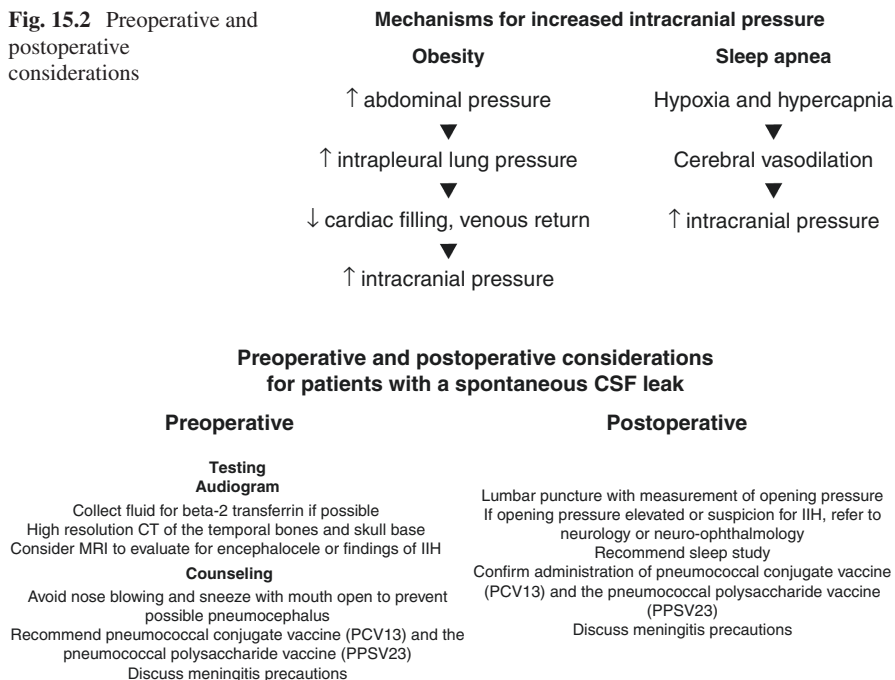 Fig. 15.2 Preoperative and
postoperative
considerations
Mechanisms for increased intracranial pressure
Obesity
↑ abdominal pressure
▼
↑ intrapleural lung pressure
▼
↓ cardiac filling, venous return
▼
↑ intracranial pressure
Sleep apnea
Hypoxia and hypercapnia
▼
Cerebral vasodilation
▼
↑ intracranial pressure
Preoperative and postoperative considerations
for patients with a spontaneous CSF leak
Preoperative
Testing
Audiogram
Collect fluid for beta-2 transferrin if possible
High resolution CT of the temporal bones and skull base
Consider MRI to evaluate for encephalocele or findings of IIH
Counseling
Avoid nose blowing and sneeze with mouth open to prevent
possible pneumocephalus
Recommend pneumococcal conjugate vaccine (PCV13) and the
pneumococcal polysaccharide vaccine (PPSV23)
Discuss meningitis precautions
Postoperative
Lumbar puncture with measurement of opening pressure
If opening pressure elevated or suspicion for IIH, refer to
neurology or neuro-ophthalmology
Recommend sleep study
Confirm administration of pneumococcal conjugate vaccine
(PCV13) and the pneumococcal polysaccharide vaccine
(PPSV23)
Discuss meningitis precautions